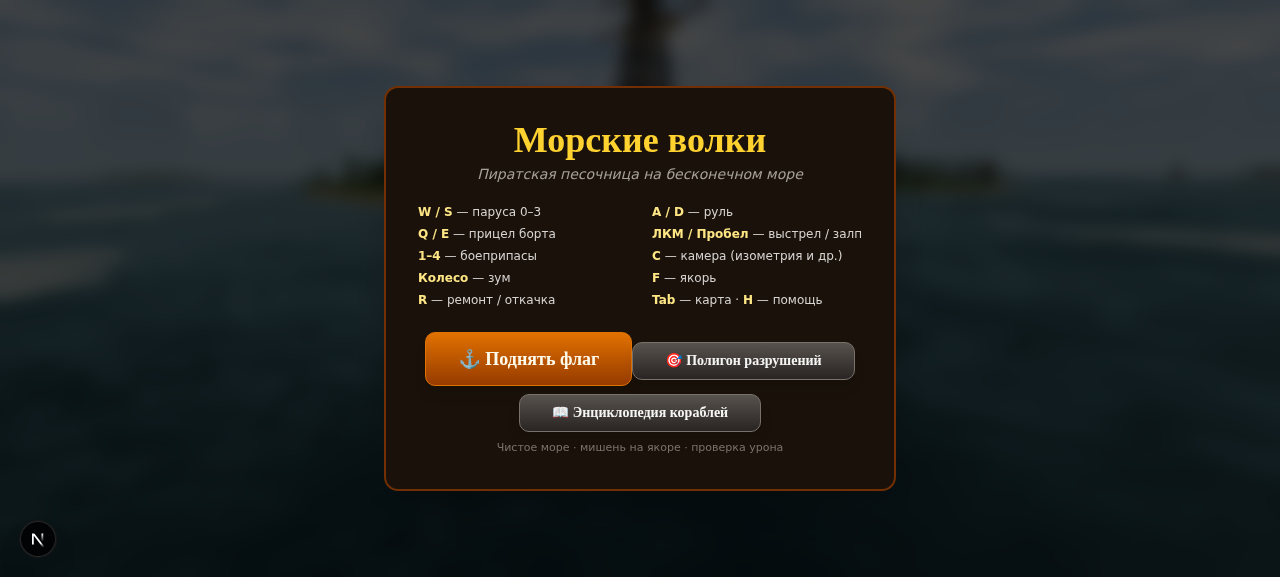 Морские волки
Пиратская песочница на бесконечном море
W / S — паруса 0–3
A / D — руль
Q / E — прицел борта
ЛКМ / Пробел — выстрел / залп
1–4 — боеприпасы
C — камера (изометрия и др.)
Колесо — зум
F — якорь
R — ремонт / откачка
Tab — карта · H — помощь
⚓ Поднять флаг
🎯 Полигон разрушений
📖 Энциклопедия кораблей
Чистое море · мишень на якоре · проверка урона
N